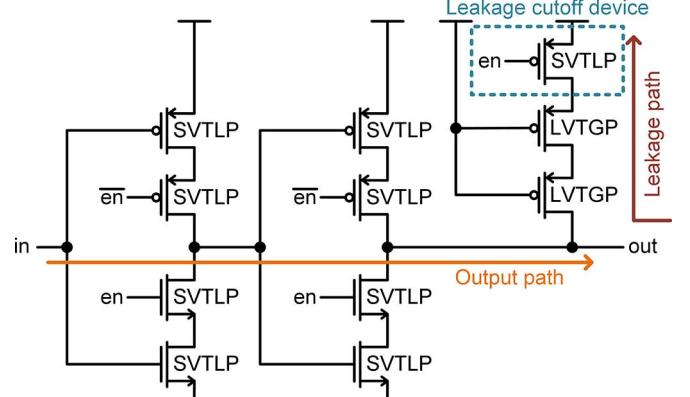 Leakage cutoff device
en
SVTLP
SVTLP
SVTLP
LVTGP
Leakage path
en
SVTLP
en
SVTLP
LVTGP
in
out
Output path
en
SVTLP
en
SVTLP
SVTLP
SVTLP